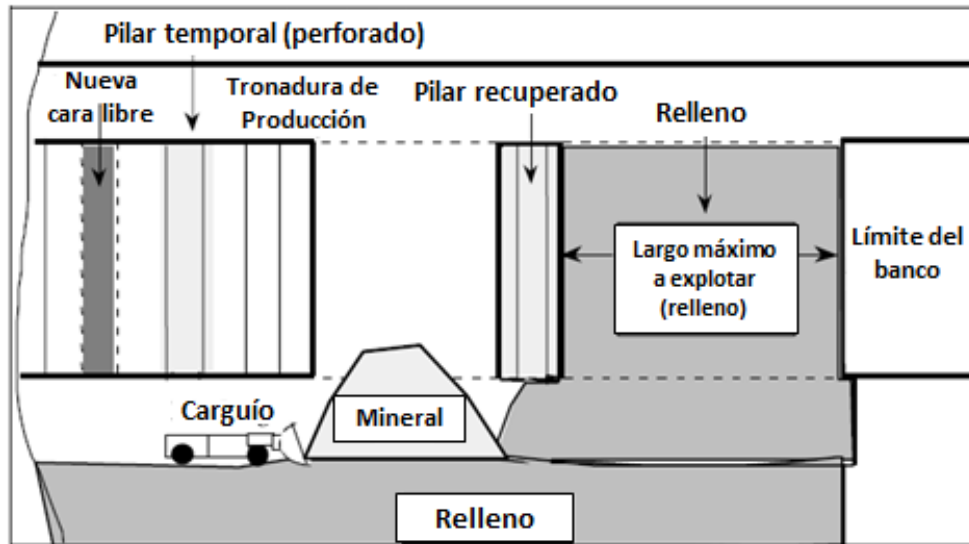 Pilar temporal (perforado)
Nueva
cara libre
Tronadura de
Producción
Pilar recuperado
Relleno
Largo máximo
a explotar
(relleno)
Límite del
banco
Carguío
Mineral
Relleno